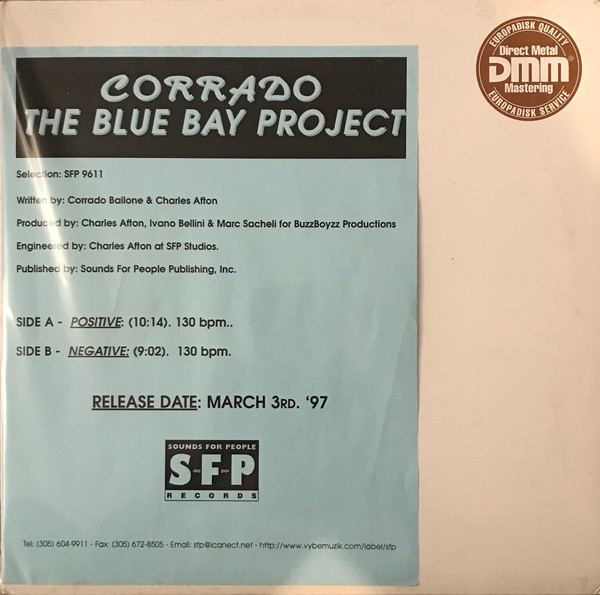 CORRADO
THE BLUE BAY PROJECT
Selection: SFP 9611
Written by: Corrado Bailone & Charles Afton
Produced by: Charles Afton, Ivano Bellini & Marc Sacheli for BuzzBoyzz Productions
Engineered by: Charles Afton at SFP Studios.
Published by: Sounds For People Publishing, Inc.
SIDE A - POSITIVE: (10:14). 130 bpm..
SIDE B - NEGATIVE: (9:02). 130 bpm.
RELEASE DATE: MARCH 3RD. '97
SOUNDS FOR PEOPLE
S F P
RECORDS
Tel: (305) 604-9911 - Fax: (305) 672-8505 - Email: sfp@icanect.net - http://www.vybemuzik.com/label/sfp
EUROPADISK QUALITY
Direct Metal
DMM®
Mastering
EUROPADISK SERVICE